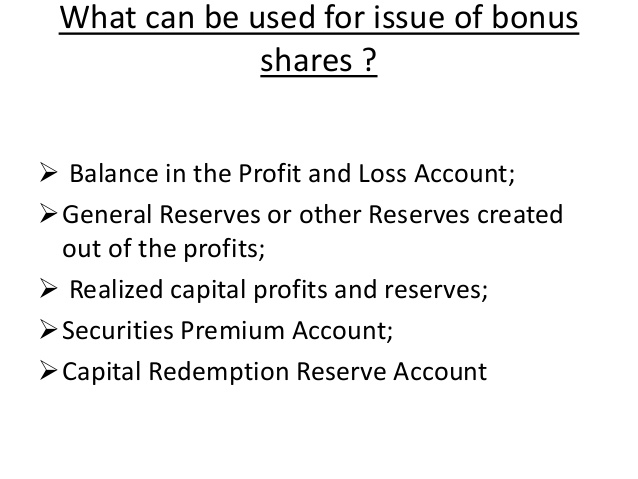 What can be used for issue of bonus
shares ?
➢ Balance in the Profit and Loss Account;
➢General Reserves or other Reserves created
out of the profits;
➢ Realized capital profits and reserves;
➢Securities Premium Account;
➢Capital Redemption Reserve Account